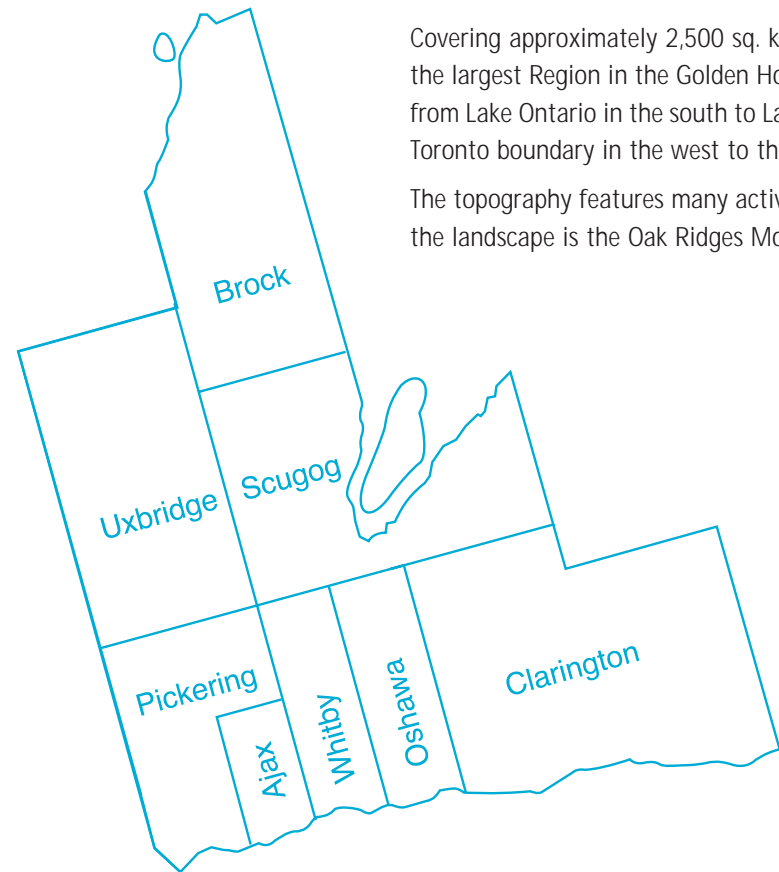 Covering approximately 2,500 sq. k
the largest Region in the Golden Ho
from Lake Ontario in the south to La
Toronto boundary in the west to th
The topography features many activ
the landscape is the Oak Ridges Mo
Brock
Scugog
Uxbridge
Pickering
Ajax
Whitby
Oshawa
Clarington